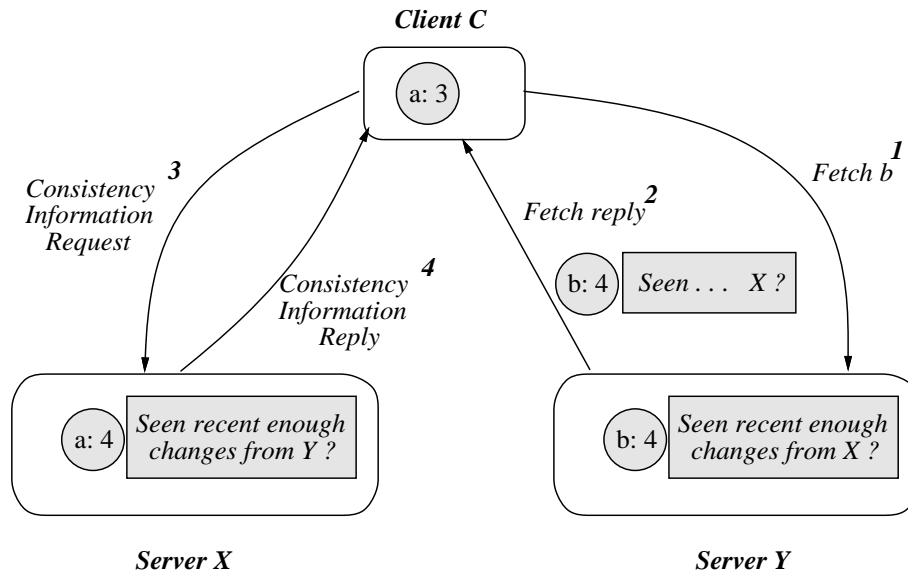 Client C
a: 3
3
Consistency
Information
Request
4
Consistency
Information
Reply
1
Fetch b
2
Fetch reply
b: 4
Seen . . . X ?
a: 4
Seen recent enough
changes from Y ?
b: 4
Seen recent enough
changes from X ?
Server X
Server Y